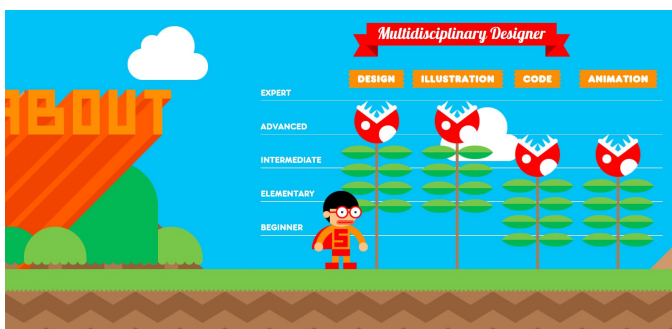 Multidisciplinary Designer
DESIGN ILLUSTRATION CODE ANIMATION
EXPERT
ABOUT
ADVANCED
INTERMEDIATE
ELEMENTARY
BEGINNER
S